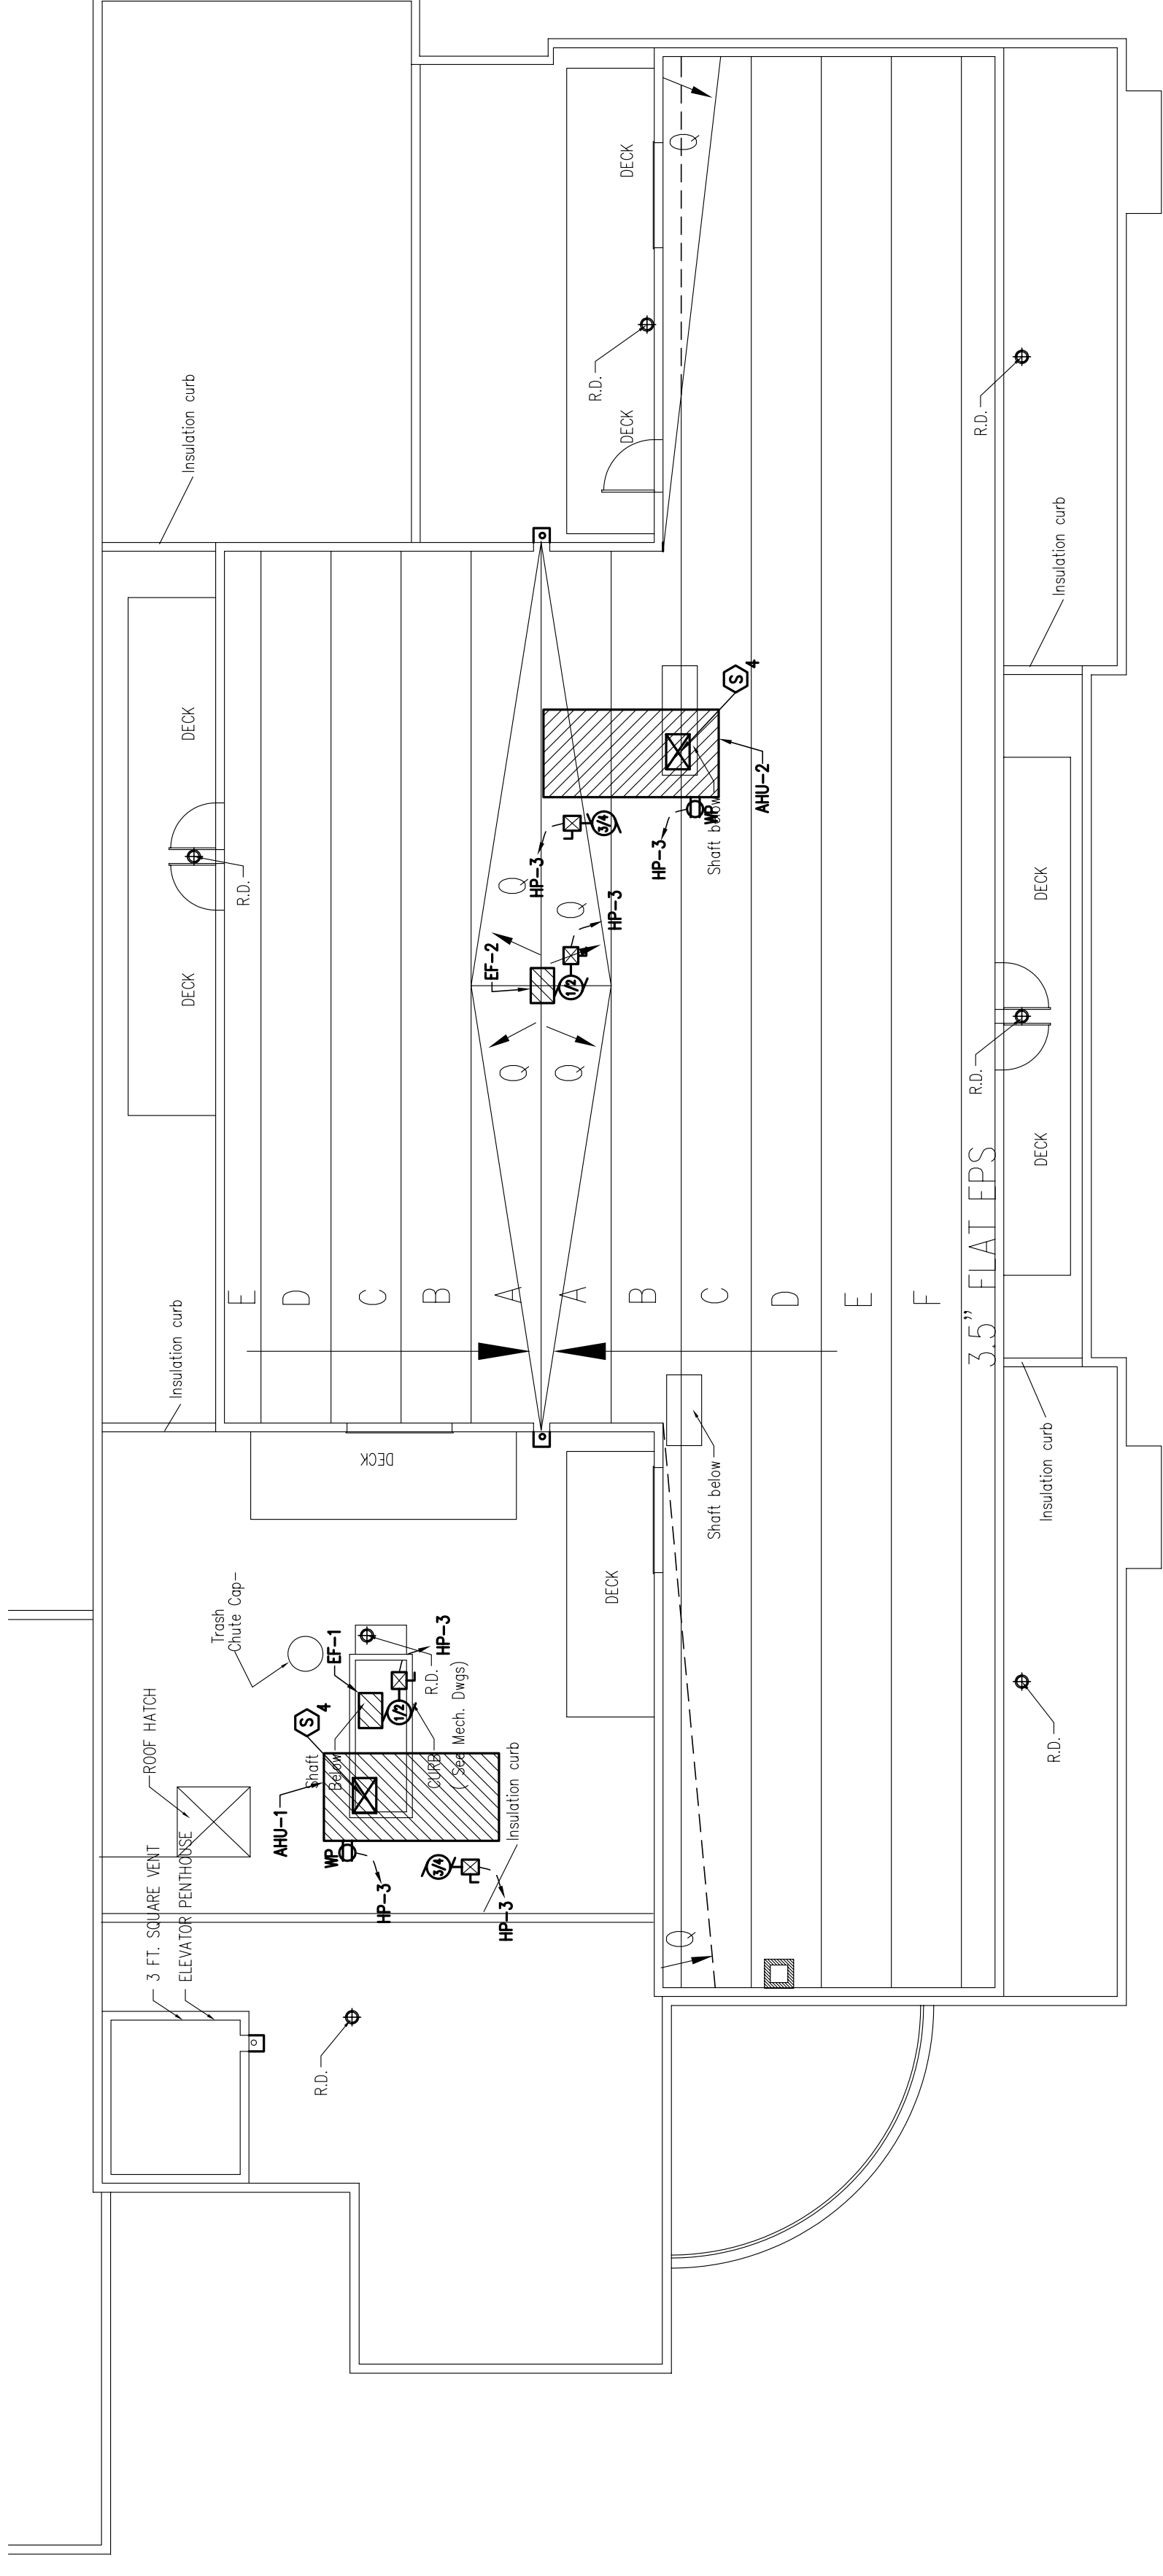 Insulation curb
DECK
Q
R.D.
DECK
R.D.
Insulation curb
DECK
S
4
AHU-2
WP
Shaft below
HP-3
3/4
HP-3
Q
Q
HP-3
EF-2
1/2
Q
Q
DECK
R.D.
DECK
DECK
R.D.
DECK
E
D
C
B
A
A
B
C
D
E
F
3.5" FLAT EPS
Insulation curb
Insulation curb
DECK
Shaft below
DECK
Trash
Chute Cap
EF-1
HP-3
R.D.
1/2
S
4
Shaft
Below
CURB
( See Mech. Dwgs)
Insulation curb
R.D.
ROOF HATCH
AHU-1
WP
HP-3
3/4
HP-3
3 FT. SQUARE VENT
ELEVATOR PENTHOUSE
Q
R.D.